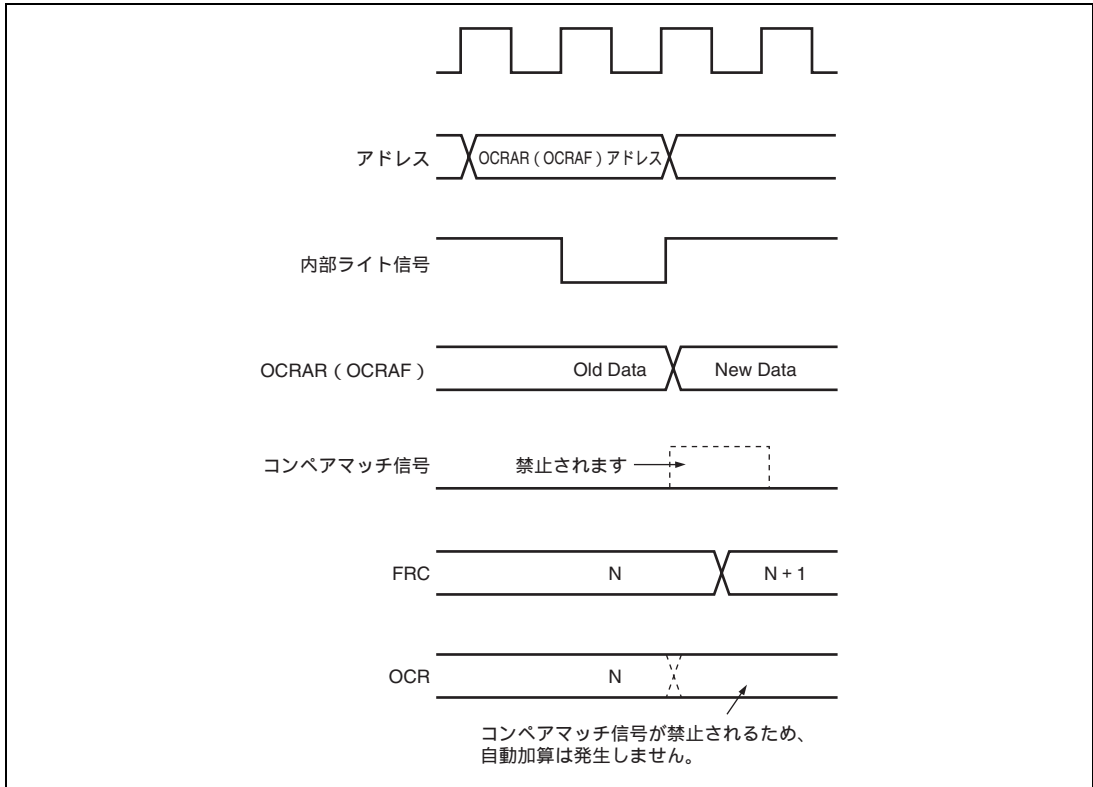 アドレス
OCRAR（OCRAF）アドレス
内部ライト信号
OCRAR（OCRAF）
Old Data
New Data
コンペアマッチ信号
禁止されます
FRC
N
N + 1
OCR
N
コンペアマッチ信号が禁止されるため、
自動加算は発生しません。